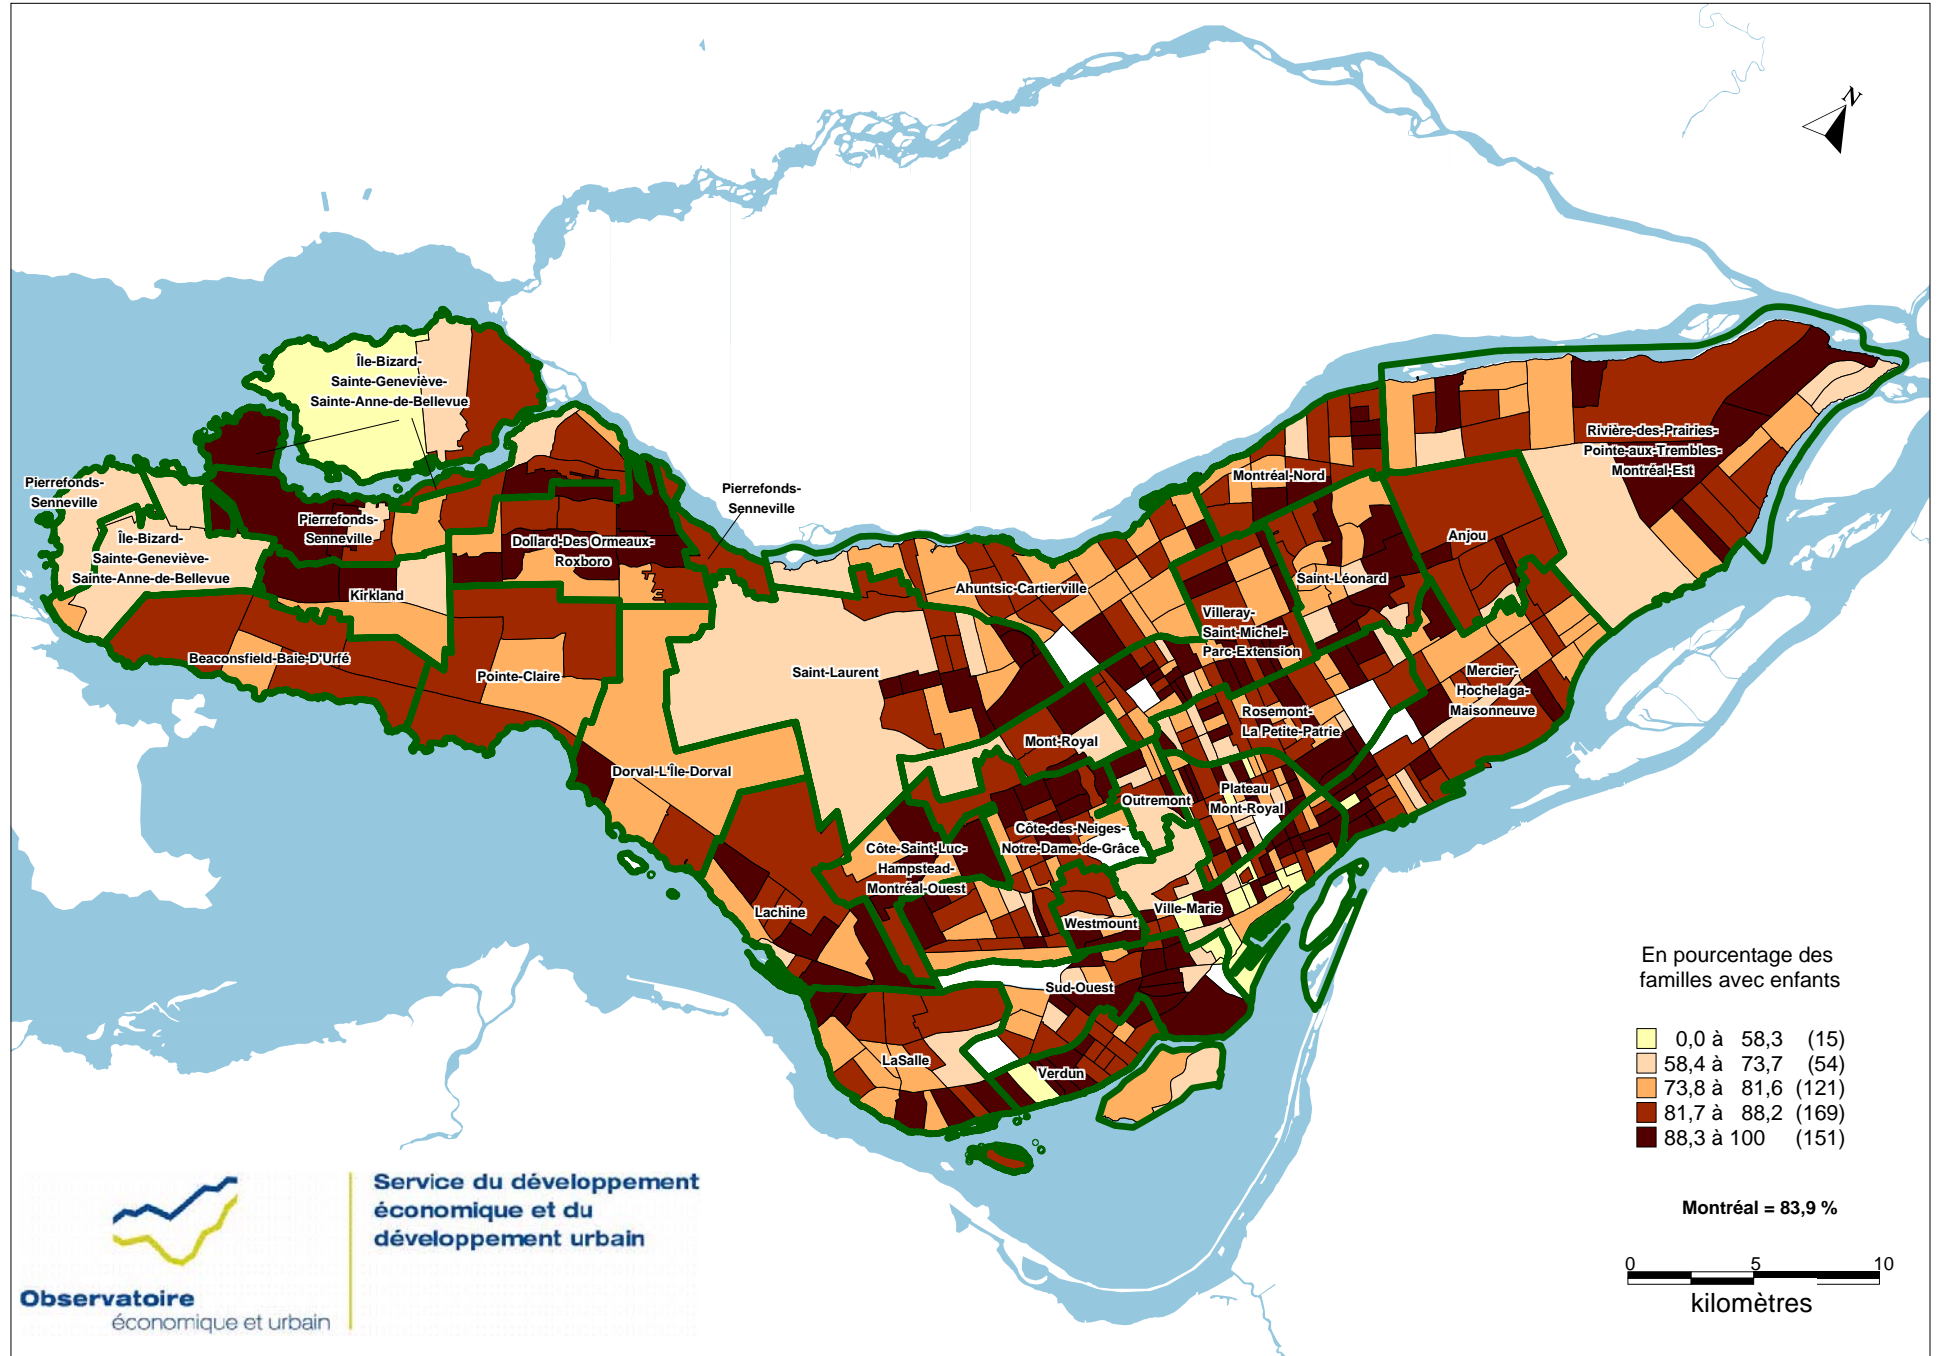 N
Île-Bizard-
Sainte-Geneviève-
Sainte-Anne-de-Bellevue
Pierrefonds-
Senneville
Pierrefonds-
Senneville
Pierrefonds-
Senneville
Île-Bizard-
Sainte-Geneviève-
Sainte-Anne-de-Bellevue
Kirkland
Dollard-Des Ormeaux-
Roxboro
Beaconsfield-Baie-D'Urfé
Pointe-Claire
Dorval-L'Île-Dorval
Saint-Laurent
Ahuntsic-Cartierville
Montréal-Nord
Rivière-des-Prairies-
Pointe-aux-Trembles-
Montréal-Est
Anjou
Saint-Léonard
Villeray-
Saint-Michel-
Parc-Extension
Mercier-
Hochelaga-
Maisonneuve
Rosemont-
La Petite-Patrie
Mont-Royal
Outremont
Plateau
Mont-Royal
Côte-des-Neiges-
Notre-Dame-de-Grâce
Côte-Saint-Luc-
Hampstead-
Montréal-Ouest
Lachine
Westmount
Ville-Marie
Sud-Ouest
LaSalle
Verdun
En pourcentage des
familles avec enfants
0,0 à 58,3 (15)
58,4 à 73,7 (54)
73,8 à 81,6 (121)
81,7 à 88,2 (169)
88,3 à 100 (151)
Montréal = 83,9 %
0 5 10
kilomètres
Service du développement
économique et du
développement urbain
Observatoire
économique et urbain